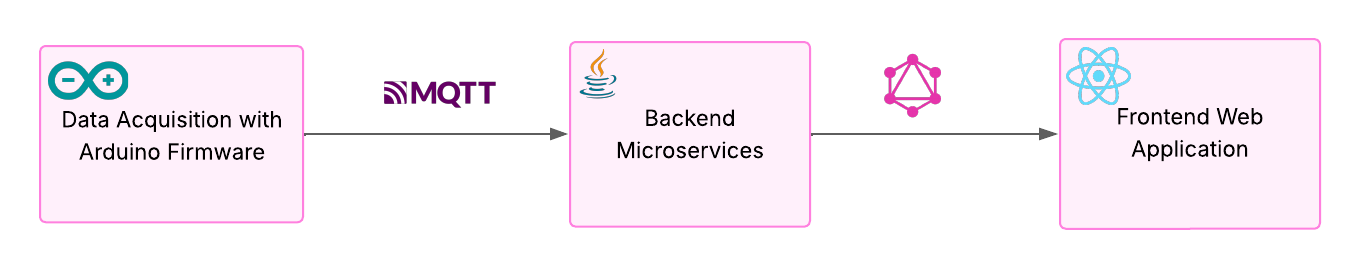 Data Acquisition with
Arduino Firmware
MQTT
Backend
Microservices
Frontend Web
Application